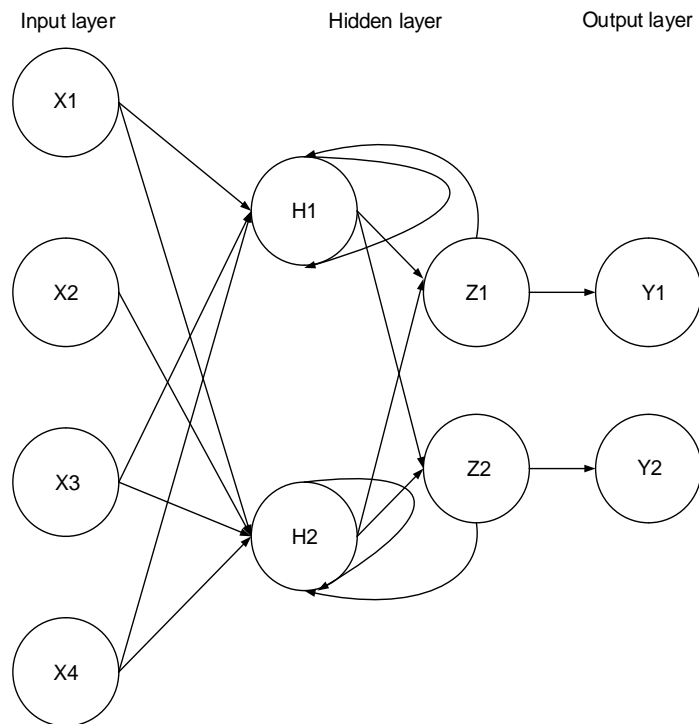 Input layer
Hidden layer
Output layer
X1
H1
X2
Z1
Y1
X3
Z2
Y2
H2
X4